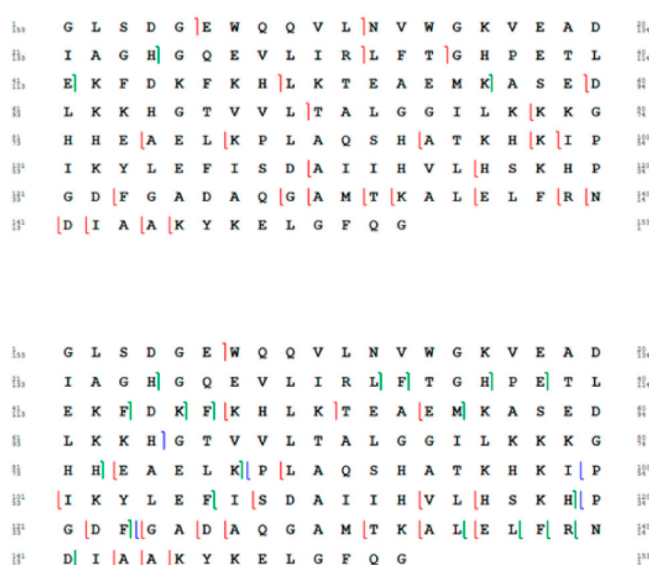 G L S D G E W Q Q V L N V W G K V E A D
I A G H G Q E V L I R L F T G H P E T L
E K F D K F K H L K T E A E M K A S E D
L K K H G T V V L T A L G G I L K K K G
H H E A E L K P L A Q S H A T K H K I P
I K Y L E F I S D A I I H V L H S K H P
G D F G A D A Q G A M T K A L E L F R N
D I A A K Y K E L G F Q G
G L S D G E W Q Q V L N V W G K V E A D
I A G H G Q E V L I R L F T G H P E T L
E K F D K F K H L K T E A E M K A S E D
L K K H G T V V L T A L G G I L K K K G
H H E A E L K P L A Q S H A T K H K I P
I K Y L E F I S D A I I H V L H S K H P
G D F G A D A Q G A M T K A L E L F R N
D I A A K Y K E L G F Q G